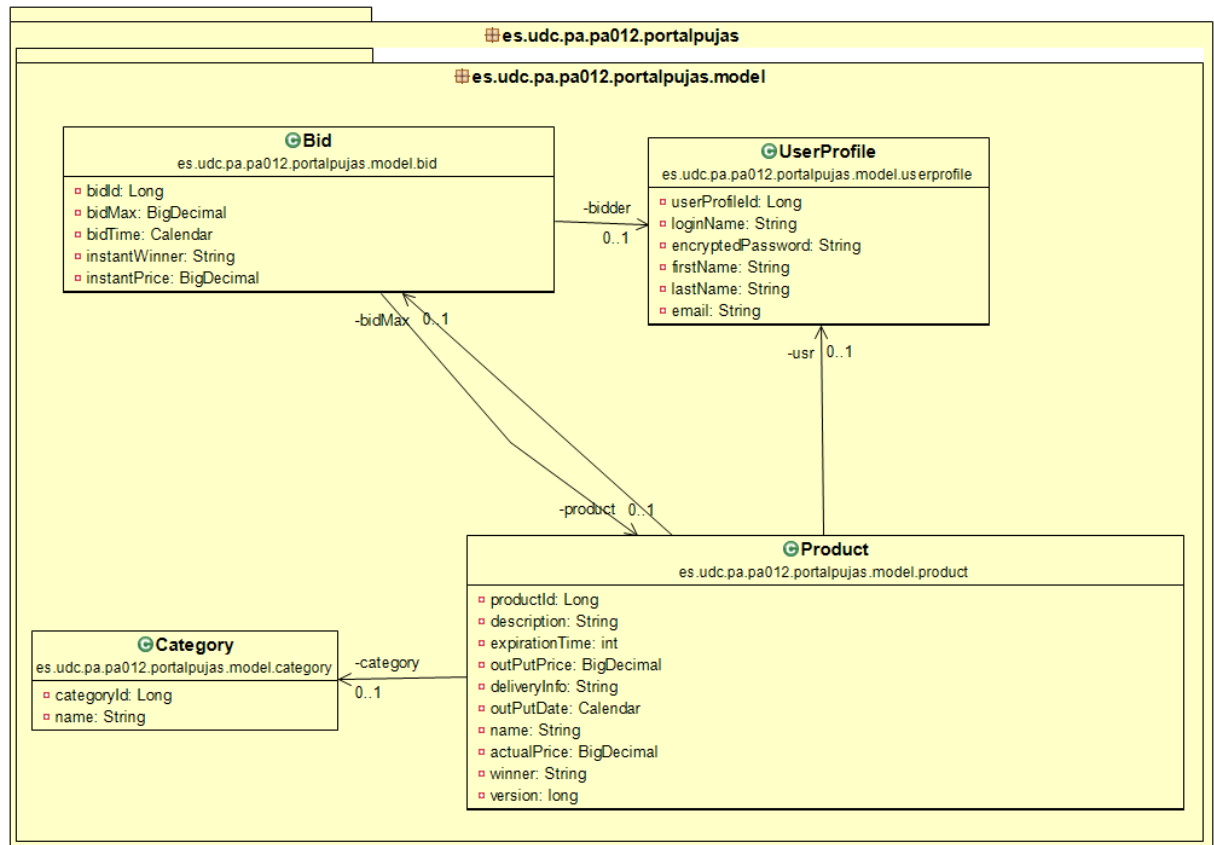 es.udc.pa.pa012.portalpujas
es.udc.pa.pa012.portalpujas.model
Bid
es.udc.pa.pa012.portalpujas.model.bid
bidId: Long
bidMax: BigDecimal
bidTime: Calendar
instantWinner: String
instantPrice: BigDecimal
-bidder
0..1
UserProfile
es.udc.pa.pa012.portalpujas.model.userprofile
userProfileId: Long
loginName: String
encryptedPassword: String
firstName: String
lastName: String
email: String
-bidMax 0..1
-usr 0..1
-product 0..1
Product
es.udc.pa.pa012.portalpujas.model.product
productId: Long
description: String
expirationTime: int
outPutPrice: BigDecimal
deliveryInfo: String
outPutDate: Calendar
name: String
actualPrice: BigDecimal
winner: String
version: long
-category
0..1
Category
es.udc.pa.pa012.portalpujas.model.category
categoryId: Long
name: String